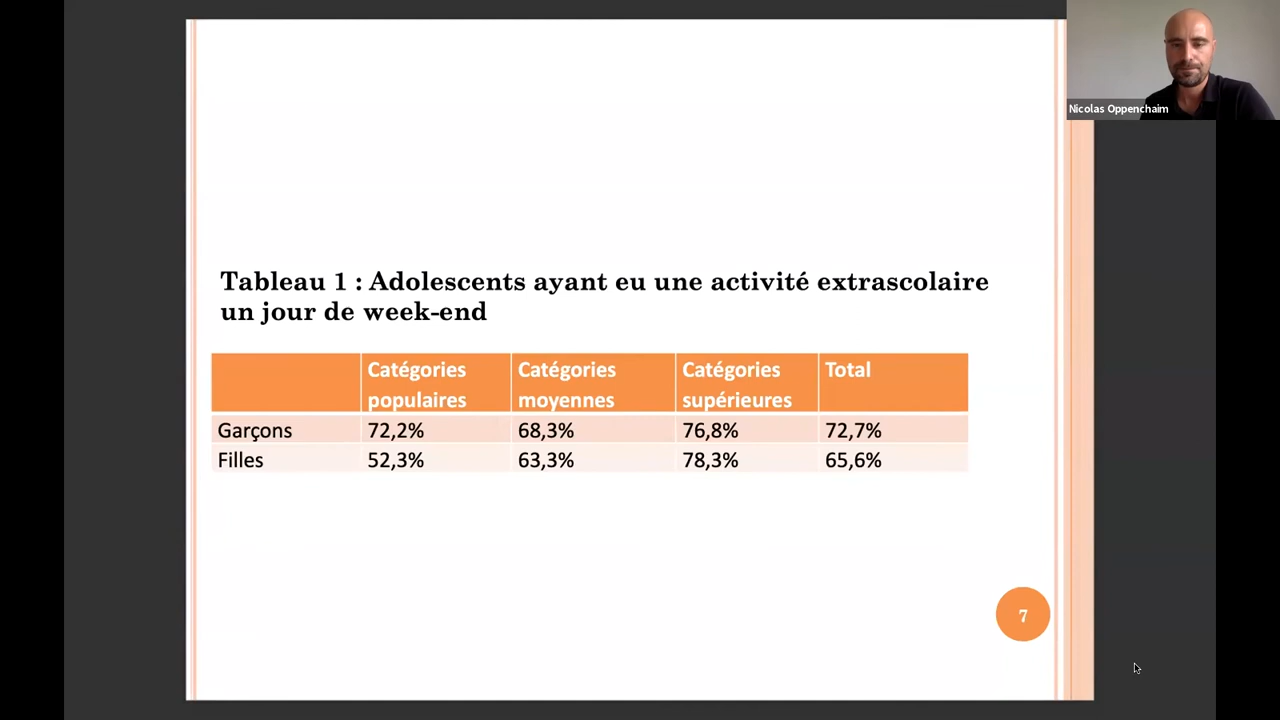 Nicolas Oppenchaim
Tableau 1 : Adolescents ayant eu une activité extrascolaire
un jour de week-end
Catégories populaires Catégories moyennes Catégories supérieures Total
Garçons 72,2% 68,3% 76,8% 72,7%
Filles 52,3% 63,3% 78,3% 65,6%
7